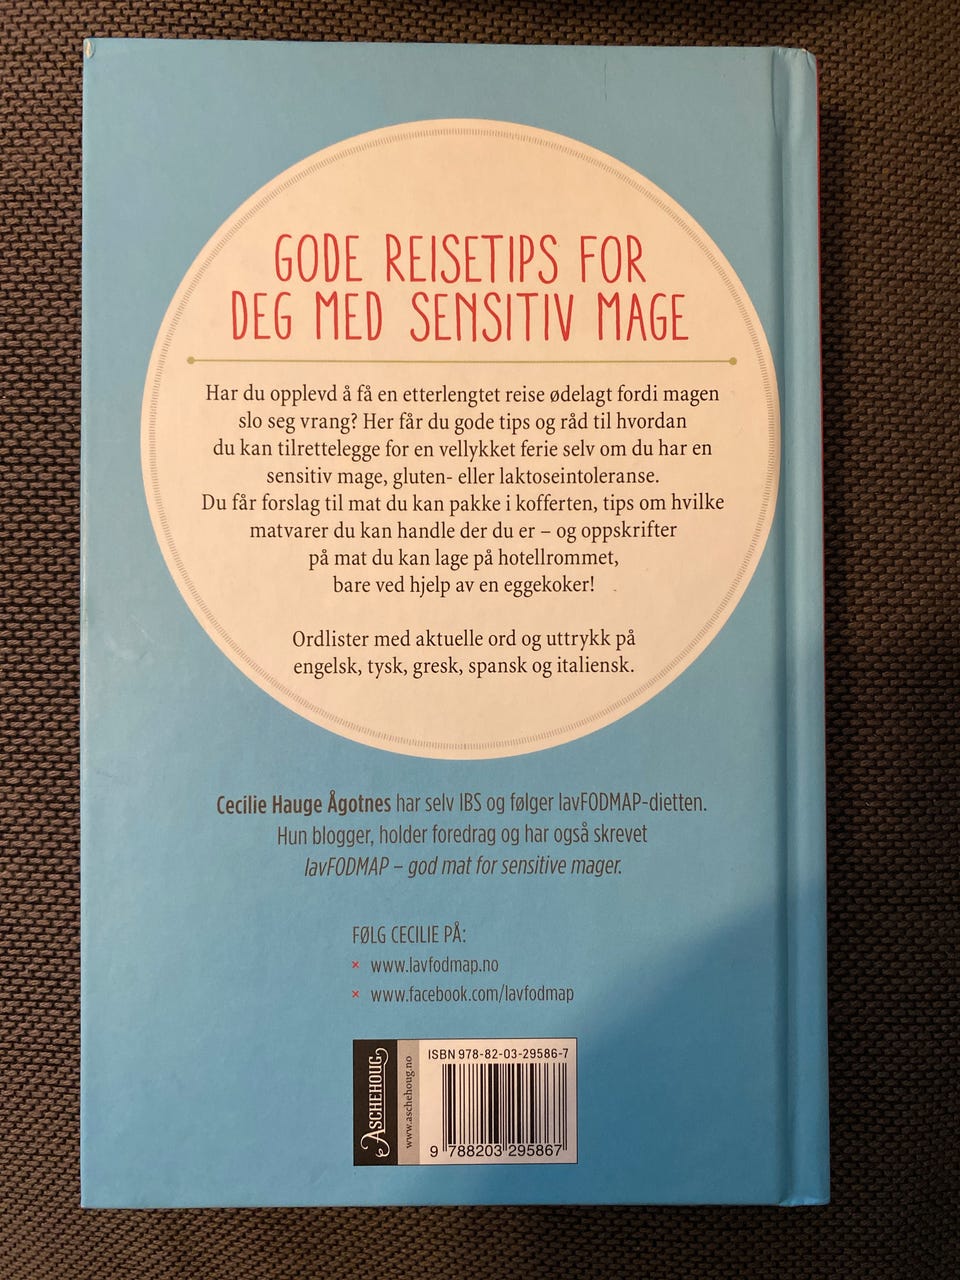 GODE REISETIPS FOR
DEG MED SENSITIV MAGE
Har du opplevd å få en etterlengtet reise ødelagt fordi magen
slo seg vrang? Her får du gode tips og råd til hvordan
du kan tilrettelegge for en vellykket ferie selv om du har en
sensitiv mage, gluten- eller laktoseintoleranse.
Du får forslag til mat du kan pakke i kofferten, tips om hvilke
matvarer du kan handle der du er – og oppskrifter
på mat du kan lage på hotellrommet,
bare ved hjelp av en eggekoker!
Ordlister med aktuelle ord og uttrykk på
engelsk, tysk, gresk, spansk og italiensk.
Cecilie Hauge Ågotnes har selv IBS og følger lavFODMAP-dietten.
Hun blogger, holder foredrag og har også skrevet
lavFODMAP – god mat for sensitive mager.
FØLG CECILIE PÅ:
× www.lavfodmap.no
× www.facebook.com/lavfodmap
ASCHEHOUG
www.aschehoug.no
ISBN 978-82-03-29586-7
9 788203 295867